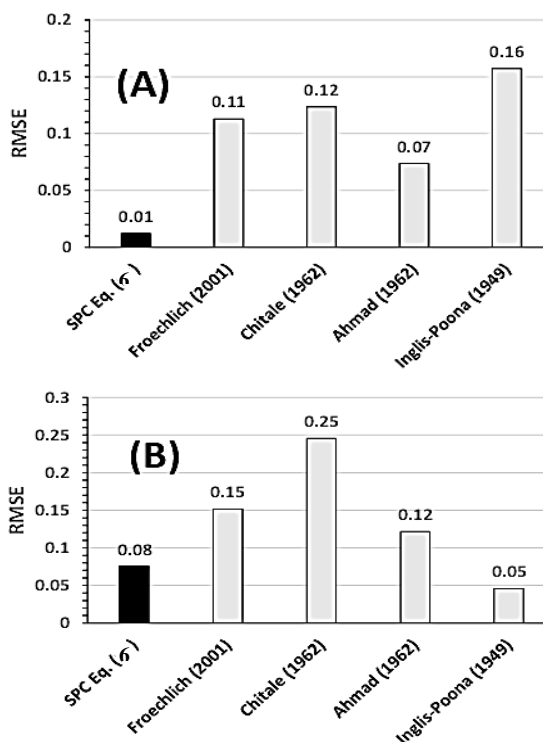 0.2
0.15
0.1
0.05
0
RMSE
(A)
0.01
0.11
0.12
0.07
0.16
SPC Eq. (6)
Froechlich (2001)
Chitale (1962)
Ahmad (1962)
Inglis-Poona (1949)
0.3
0.25
0.2
0.15
0.1
0.05
0
RMSE
(B)
0.08
0.15
0.25
0.12
0.05
SPC Eq. (6)
Froechlich (2001)
Chitale (1962)
Ahmad (1962)
Inglis-Poona (1949)